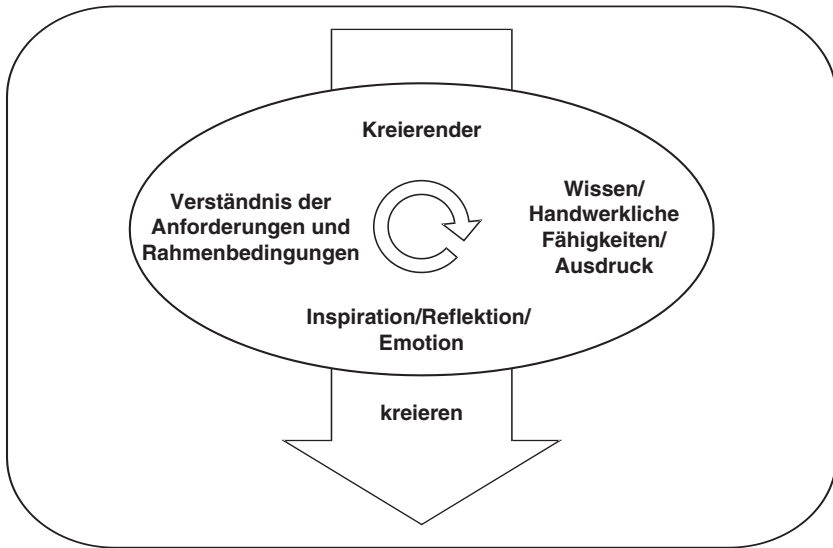 Kreierender
Verständnis der
Anforderungen und
Rahmenbedingungen
Wissen/
Handwerkliche
Fähigkeiten/
Ausdruck
Inspiration/Reflektion/
Emotion
kreieren